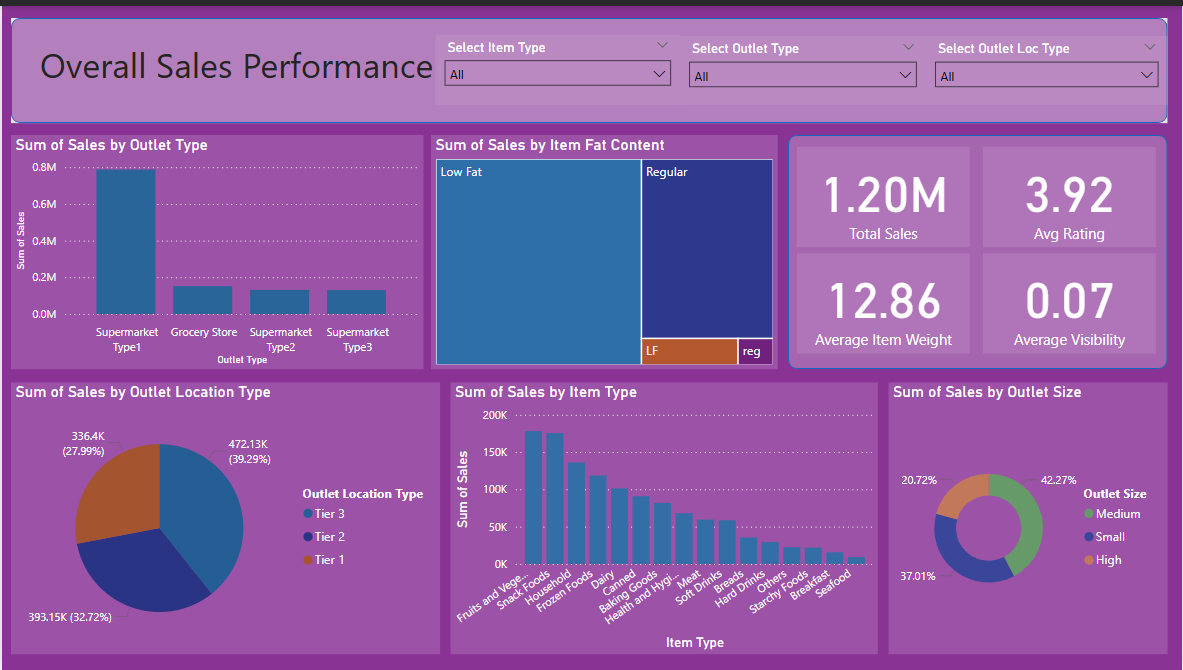 Overall Sales Performance
Select Item Type
All
Select Outlet Type
All
Select Outlet Loc Type
All
Sum of Sales by Outlet Type
0.8M
0.6M
0.4M
0.2M
0.0M
Sum of Sales
Supermarket
Type1
Grocery Store
Supermarket
Type2
Supermarket
Type3
Outlet Type
Sum of Sales by Item Fat Content
Low Fat
Regular
LF
reg
1.20M
Total Sales
3.92
Avg Rating
12.86
Average Item Weight
0.07
Average Visibility
Sum of Sales by Outlet Location Type
336.4K
(27.99%)
472.13K
(39.29%)
393.15K (32.72%)
Outlet Location Type
Tier 3
Tier 2
Tier 1
Sum of Sales by Item Type
200K
150K
100K
50K
0K
Sum of Sales
Fruits and Vege...
Snack Foods
Household
Frozen Foods
Dairy
Canned
Baking Goods
Health and Hygi...
Meat
Soft Drinks
Breads
Hard Drinks
Others
Starchy Foods
Breakfast
Seafood
Item Type
Sum of Sales by Outlet Size
20.72%
42.27%
37.01%
Outlet Size
Medium
Small
High